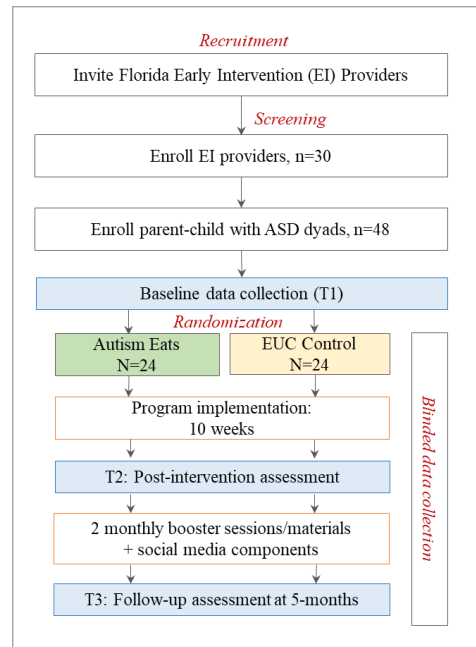 Recruitment
Invite Florida Early Intervention (EI) Providers
Screening
Enroll EI providers, n=30
Enroll parent-child with ASD dyads, n=48
Baseline data collection (T1)
Randomization
Autism Eats
N=24
EUC Control
N=24
Program implementation:
10 weeks
T2: Post-intervention assessment
2 monthly booster sessions/materials
+ social media components
T3: Follow-up assessment at 5-months
Blinded data collection